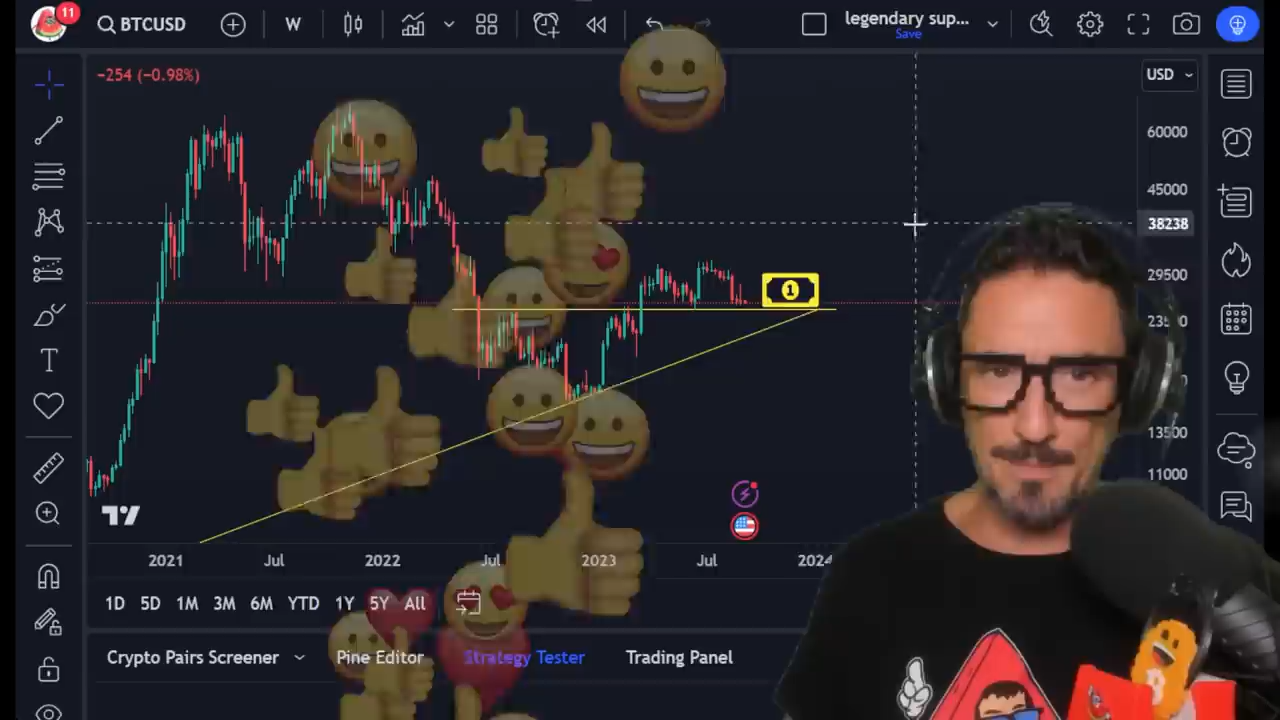 11
BTCUSD
W
legendary sup...
Save
−254 (−0.98%)
USD
60000
45000
38238
29500
13500
11000
1
2021
Jul
2022
Jul
2023
Jul
2024
1D
5D
1M
3M
6M
YTD
1Y
5Y
All
Crypto Pairs Screener
Pine Editor
Strategy Tester
Trading Panel